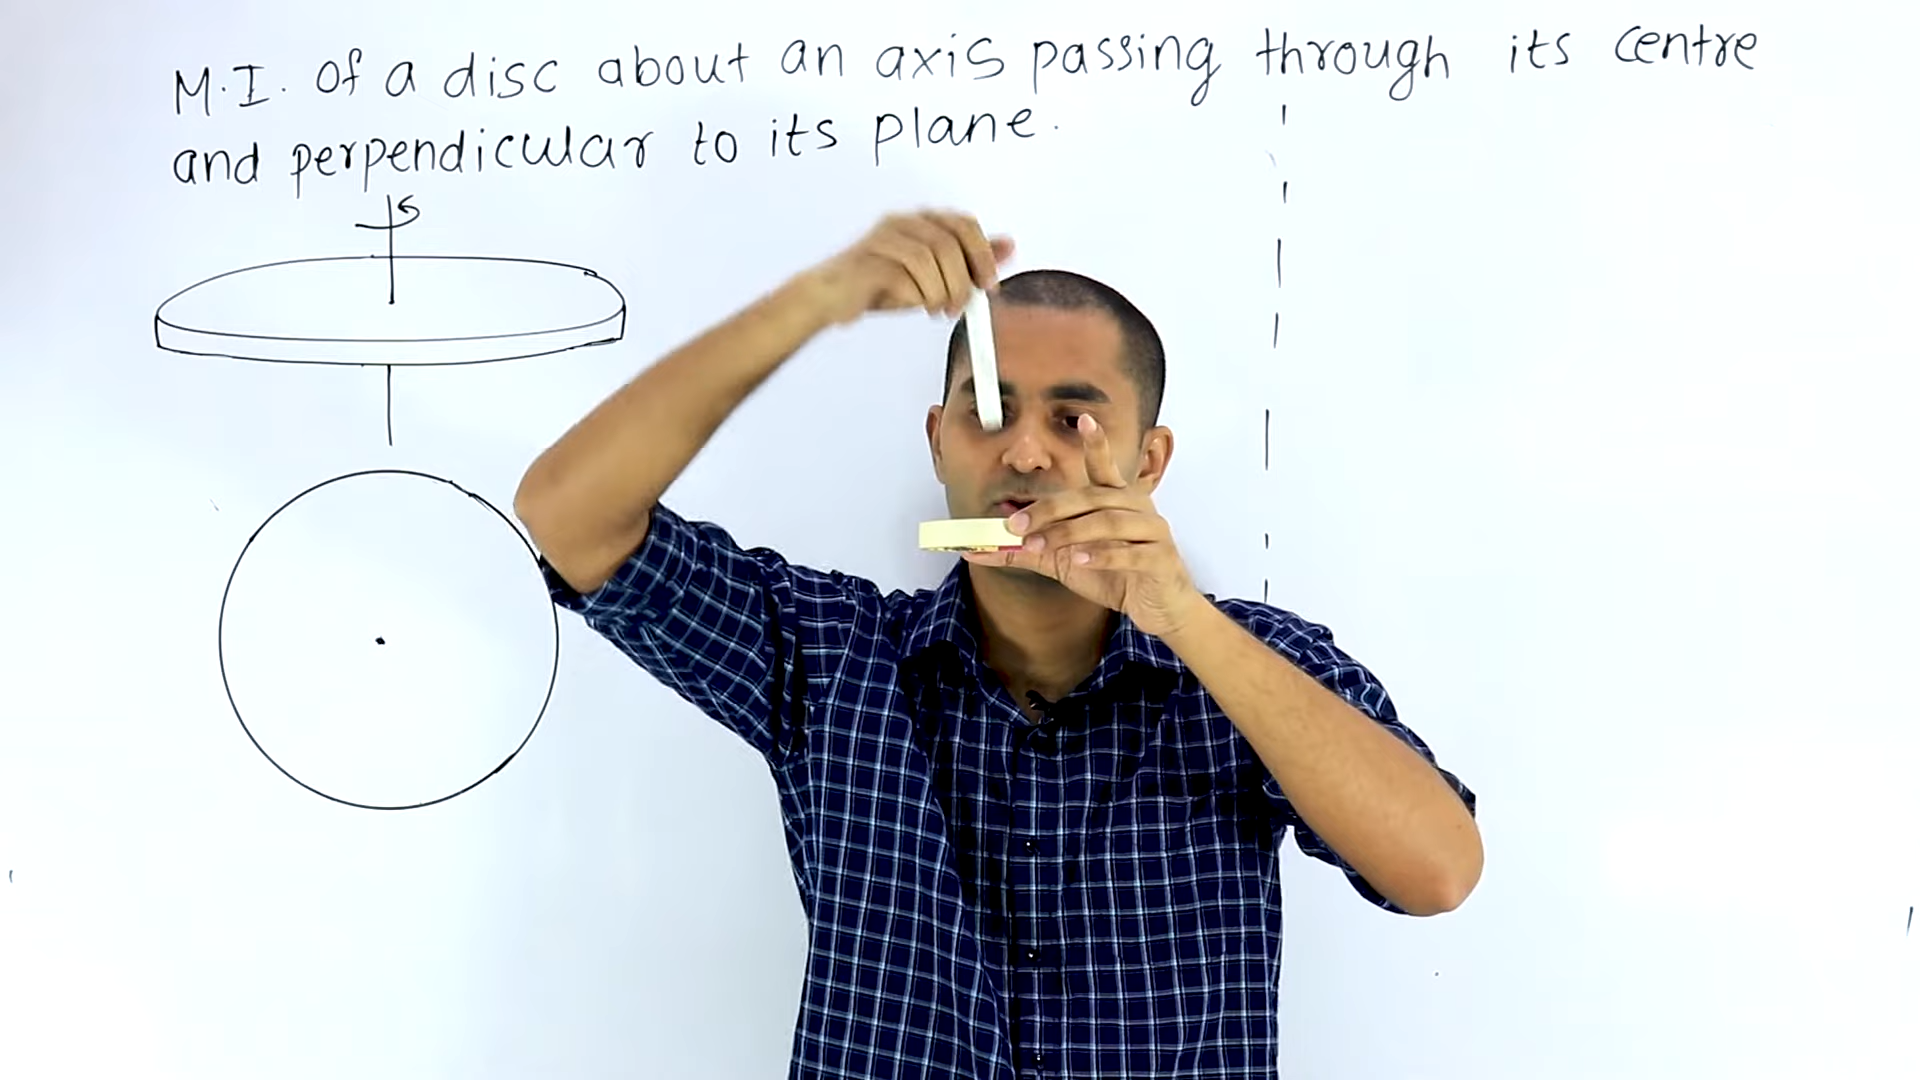 M.I. of a disc about an axis passing through its centre
and perpendicular to its plane.